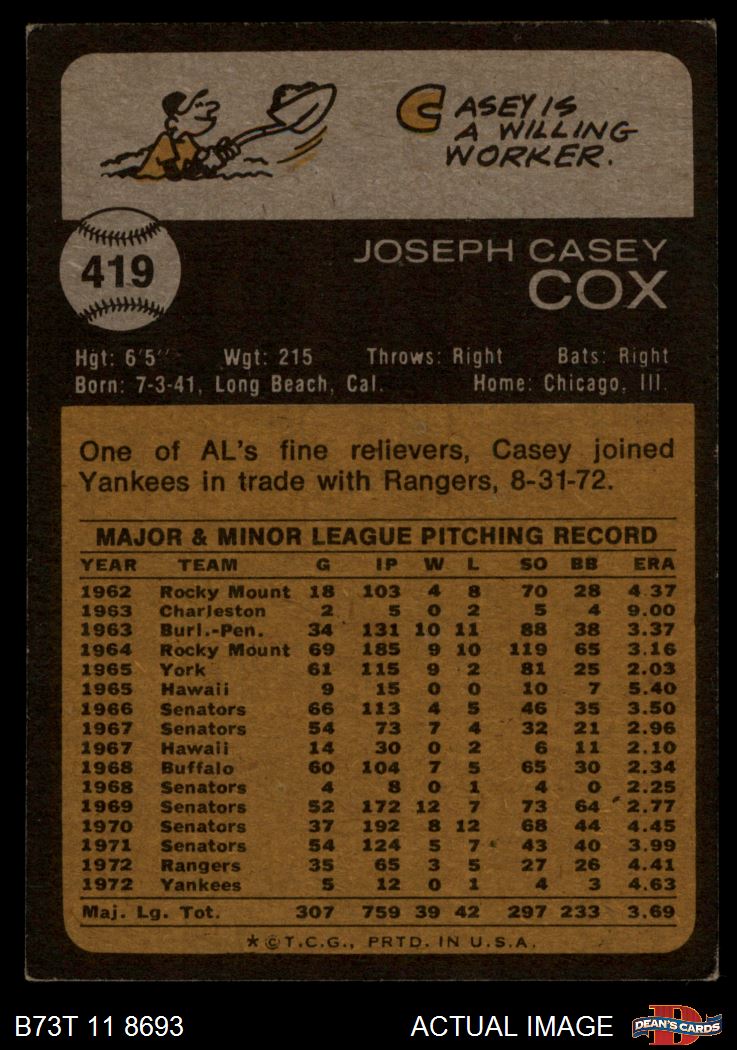 CASEY IS
A WILLING
WORKER.
419
JOSEPH CASEY
COX
Hgt: 6'5" Wgt: 215 Throws: Right Bats: Right
Born: 7-3-41, Long Beach, Cal. Home: Chicago, Ill.
One of AL's fine relievers, Casey joined
Yankees in trade with Rangers, 8-31-72.
MAJOR & MINOR LEAGUE PITCHING RECORD
YEAR TEAM G IP W L SO BB ERA
1962 Rocky Mount 18 103 4 8 70 28 4.37
1963 Charleston 2 5 0 2 5 4 9.00
1963 Burl.-Pen. 34 131 10 11 88 38 3.37
1964 Rocky Mount 69 185 9 10 119 65 3.16
1965 York 61 115 9 2 81 25 2.03
1965 Hawaii 9 15 0 0 10 7 5.40
1966 Senators 66 113 4 5 46 35 3.50
1967 Senators 54 73 7 4 32 21 2.96
1967 Hawaii 14 30 0 2 6 11 2.10
1968 Buffalo 60 104 7 5 65 30 2.34
1968 Senators 4 8 0 1 4 0 2.25
1969 Senators 52 172 12 7 73 64 2.77
1970 Senators 37 192 8 12 68 44 4.45
1971 Senators 54 124 5 7 43 40 3.99
1972 Rangers 35 65 3 5 27 26 4.41
1972 Yankees 5 12 0 1 4 3 4.63
Maj. Lg. Tot. 307 759 39 42 297 233 3.69
*©T.C.G., PRTD. IN U.S.A.
B73T 11 8693 ACTUAL IMAGE DEAN'S CARDS